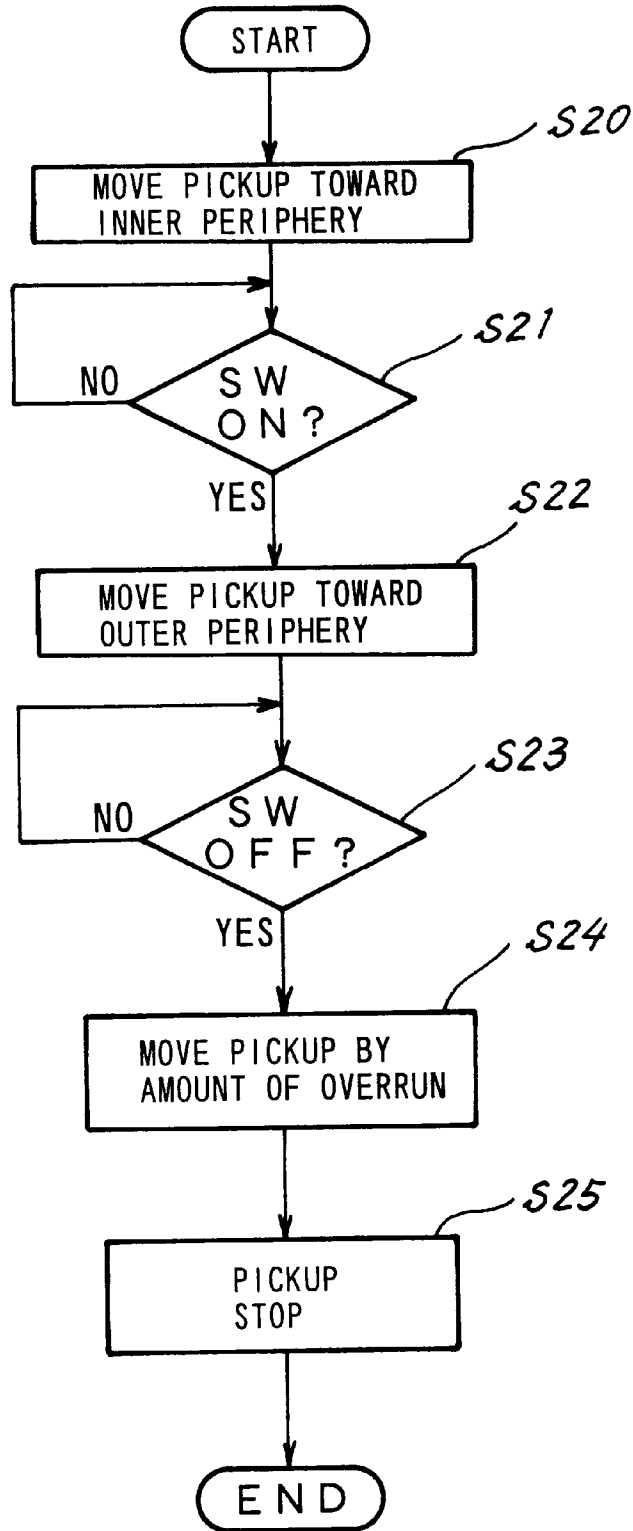 START
S20
MOVE PICKUP TOWARD
INNER PERIPHERY
S21
NO
SW
ON?
YES
S22
MOVE PICKUP TOWARD
OUTER PERIPHERY
S23
NO
SW
OFF?
YES
S24
MOVE PICKUP BY
AMOUNT OF OVERRUN
S25
PICKUP
STOP
END